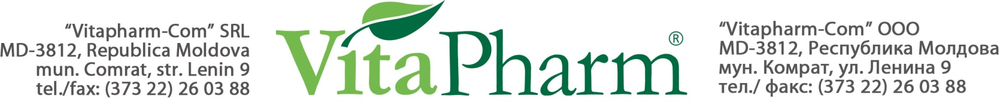 “Vitapharm-Com” SRL
MD-3812, Republica Moldova
mun. Comrat, str. Lenin 9
tel./fax: (373 22) 26 03 88
VitaPharm®
“Vitapharm-Com” ООО
MD-3812, Республика Молдова
мун. Комрат, ул. Ленина 9
тел./ факс: (373 22) 26 03 88